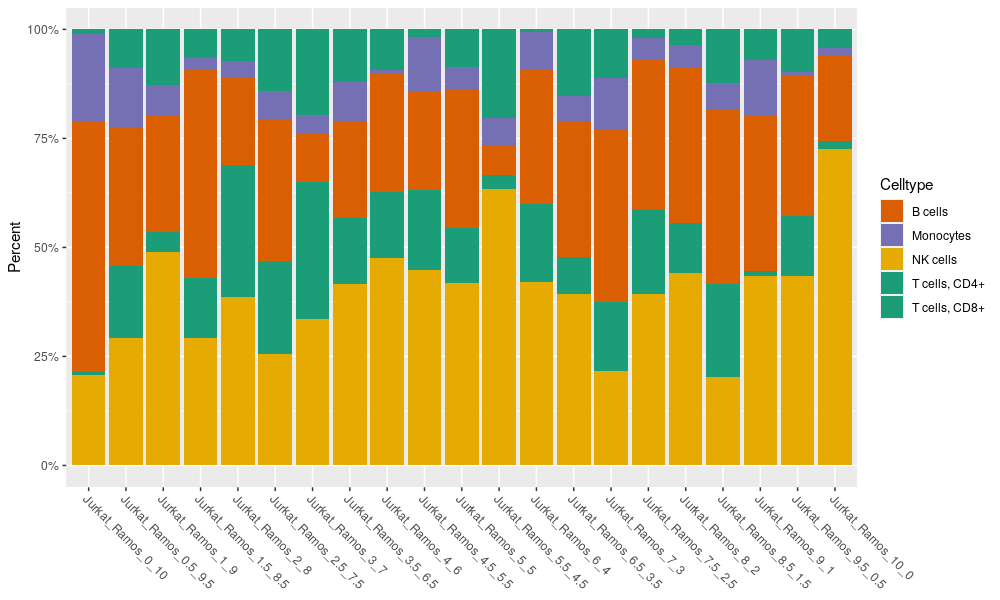 100%
75%
50%
25%
0%
Percent
Jurkat_Ramos_0_10
Jurkat_Ramos_0.5_9.5
Jurkat_Ramos_1_9
Jurkat_Ramos_1.5_8.5
Jurkat_Ramos_2_8
Jurkat_Ramos_2.5_7.5
Jurkat_Ramos_3_7
Jurkat_Ramos_3.5_6.5
Jurkat_Ramos_4_6
Jurkat_Ramos_4.5_5.5
Jurkat_Ramos_5_5
Jurkat_Ramos_5.5_4.5
Jurkat_Ramos_6_4
Jurkat_Ramos_6.5_3.5
Jurkat_Ramos_7_3
Jurkat_Ramos_7.5_2.5
Jurkat_Ramos_8_2
Jurkat_Ramos_8.5_1.5
Jurkat_Ramos_9_1
Jurkat_Ramos_9.5_0.5
Jurkat_Ramos_10_0
Celltype
B cells
Monocytes
NK cells
T cells, CD4+
T cells, CD8+